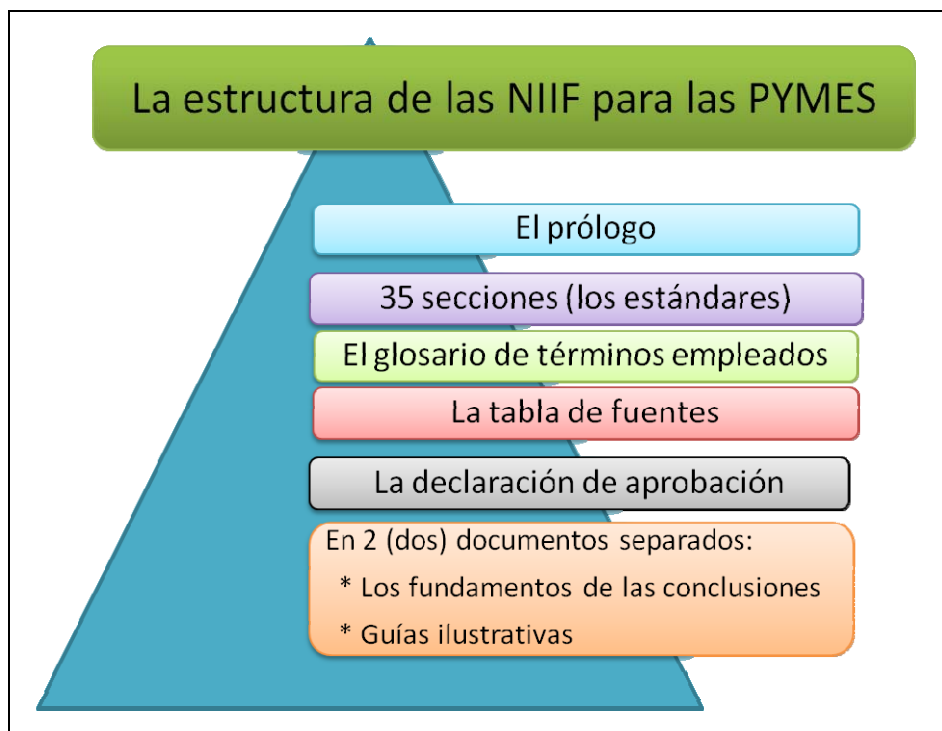 La estructura de las NIIF para las PYMES
El prólogo
35 secciones (los estándares)
El glosario de términos empleados
La tabla de fuentes
La declaración de aprobación
En 2 (dos) documentos separados:
* Los fundamentos de las conclusiones
* Guías ilustrativas